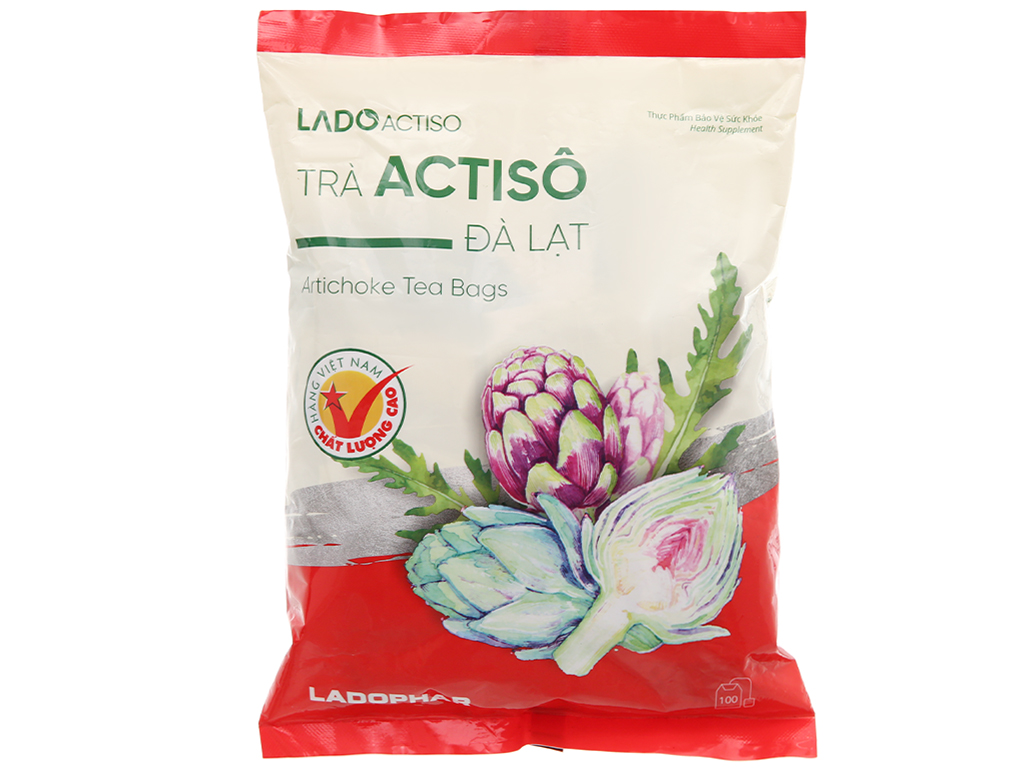 LADO ACTISO
Thực Phẩm Bảo Vệ Sức Khỏe
Health Supplement
TRÀ ACTISÔ
ĐÀ LẠT
Artichoke Tea Bags
HÀNG VIỆT NAM
CHẤT LƯỢNG CAO
LADOPHAR
100